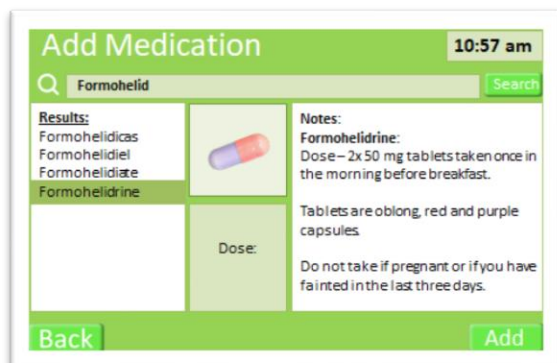 Add Medication
10:57 am
Formohelid
Search
Results:
Formohelidicas
Formohelidiel
Formohelidiate
Formohelidrine
Dose:
Notes:
Formohelidrine:
Dose – 2x 50 mg tablets taken once in
the morning before breakfast.
Tablets are oblong, red and purple
capsules.
Do not take if pregnant or if you have
fainted in the last three days.
Back
Add